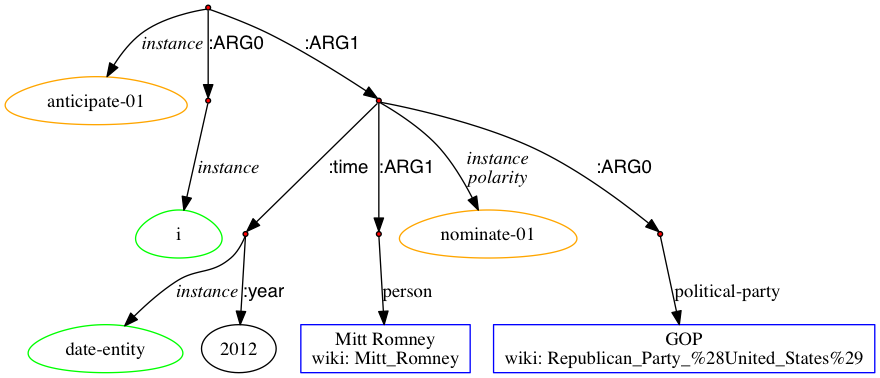 instance :ARG0 :ARG1
anticipate-01
instance
:time :ARG1 instance
polarity
:ARG0
i
nominate-01
instance :year person political-party
date-entity
2012
Mitt Romney
wiki: Mitt_Romney
GOP
wiki: Republican_Party_%28United_States%29